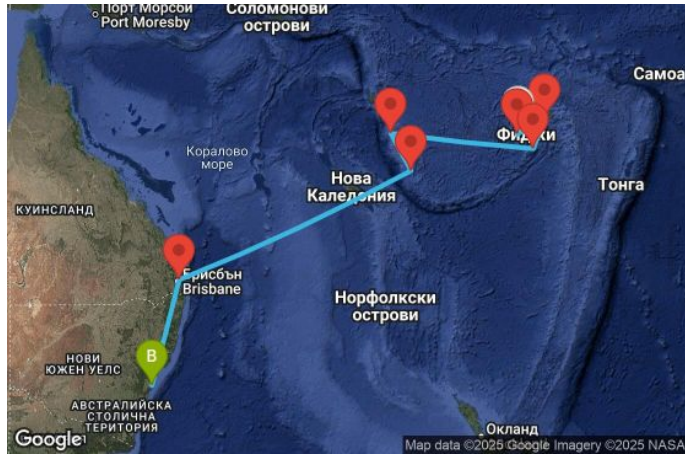 Порт Морсби
Port Moresby
Соломонови
острови
Самоа
Коралово
море
Фиджи
КУИНСЛАНД
Нова
Каледония
Тонга
Брисбън
Brisbane
B
Норфолкски
острови
НОВИ
ЮЖЕН УЕЛС
АВСТРАЛИЙСКА
СТОЛИЧНА
ТЕРИТОРИЯ
Окланд
Google
Map data ©2025 Google Imagery ©2025 NASA